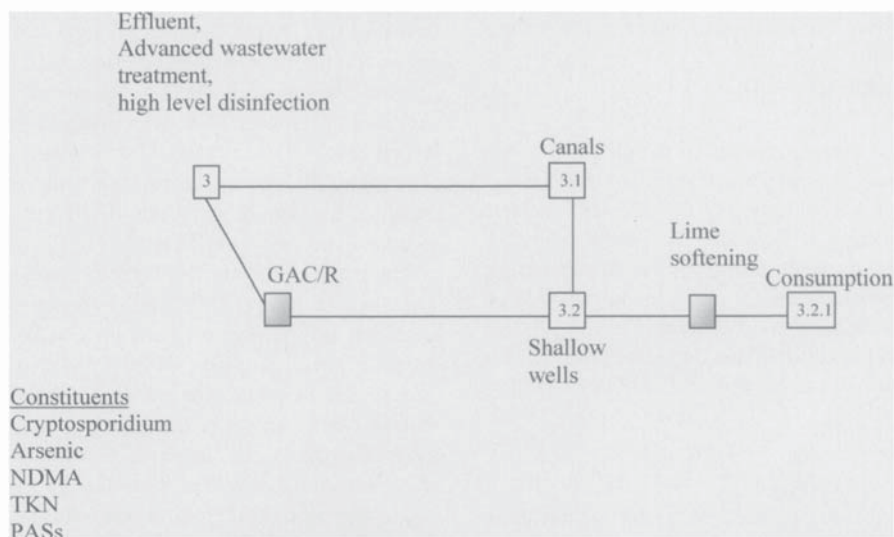 Effluent,
Advanced wastewater
treatment,
high level disinfection
Canals
3
3.1
Lime
softening
GAC/R
Consumption
3.2
3.2.1
Shallow
wells
Constituents
Cryptosporidium
Arsenic
NDMA
TKN
PASs